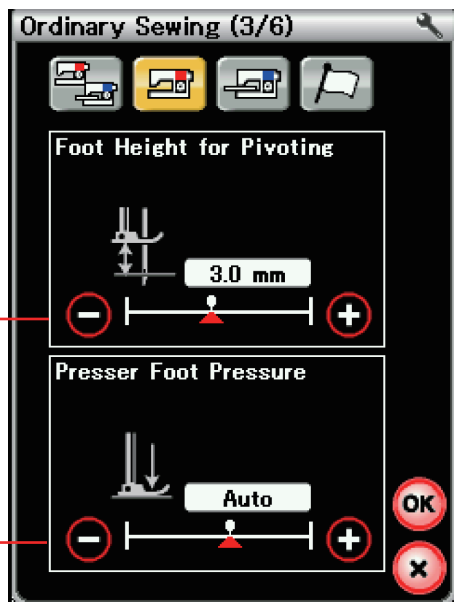 Ordinary Sewing (3/6)
Foot Height for Pivoting
3.0 mm
Presser Foot Pressure
Auto
OK